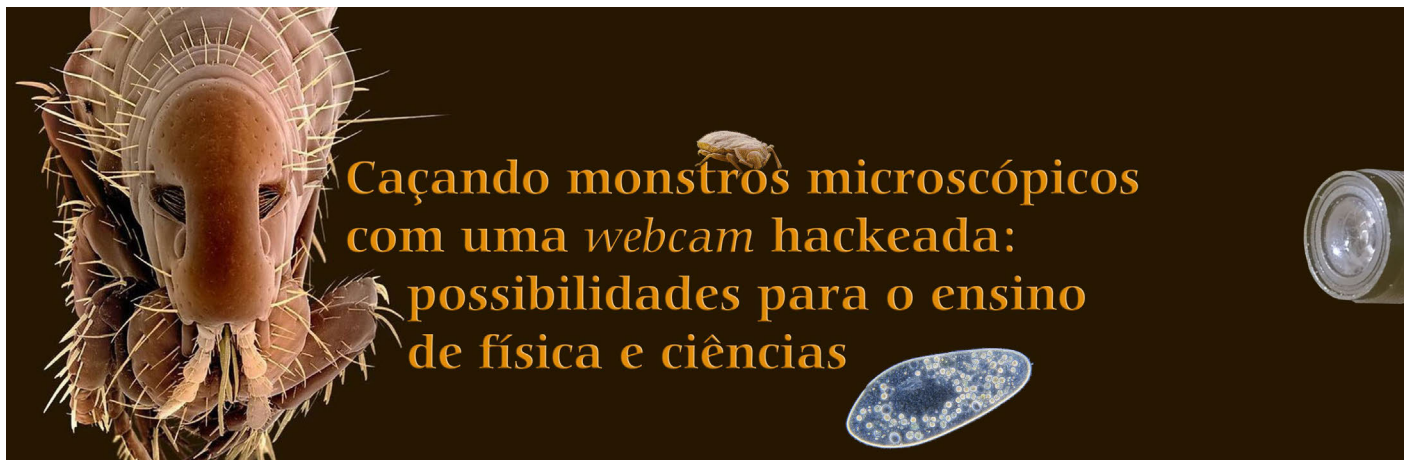 Caçando monstros microscópicos
com uma webcam hackeada:
possibilidades para o ensino
de física e ciências